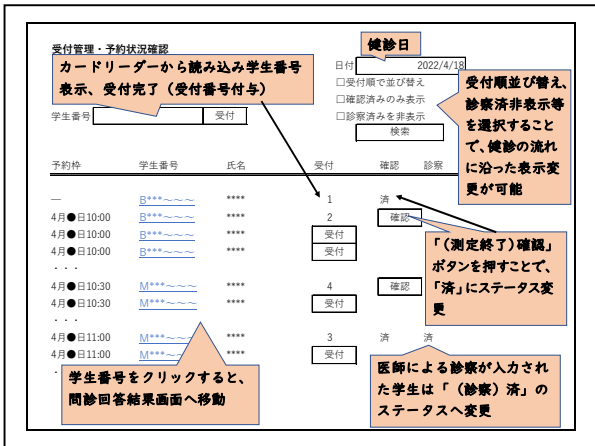 受付管理・予約状況確認
健診日
カードリーダーから読み込み学生番号
表示、受付完了（受付番号付与）
日付 2022/4/18
□受付順で並び替え
□確認済みのみ表示
□診察済みを非表示
検索
学生番号 受付
受付順並び替え、
診察済非表示等
を選択すること
で、健診の流れ
に沿った表示変
更が可能
予約枠 学生番号 氏名 受付 確認 診察
― B***~~~ **** 1 済
4月●日10:00 B***~~~ **** 2 確認
4月●日10:00 B***~~~ **** 受付
4月●日10:00 B***~~~ **** 受付
・・・
4月●日10:30 M***~~~ **** 4 確認
4月●日10:30 M***~~~ **** 受付
・・・
4月●日11:00 M***~~~ **** 3 済 済
4月●日11:00 M***~ **** 受付
「（測定終了）確認」
ボタンを押すことで、
「済」にステータス変
更
学生番号をクリックすると、
問診回答結果画面へ移動
医師による診察が入力され
た学生は「（診察）済」の
ステータスへ変更